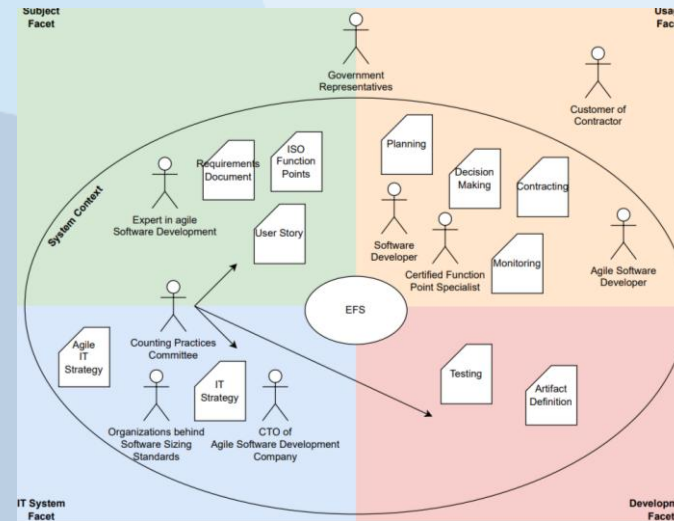 Subject
Facet
Facet
Government
Representatives
Customer of
Contractor
Requirements
Document
ISO
Function
Points
Planning
Decision
Making
Contracting
System Context
Expert in agile
Software Development
User Story
Software
Developer
Certified Function
Point Specialist
Monitoring
Agile Software
Developer
EFS
Counting Practices
Committee
Agile
IT
Strategy
IT
Strategy
Testing
Artifact
Definition
Organizations behind
Software Sizing
Standards
CTO of
Agile Software Development
Company
IT System
Facet
Facet